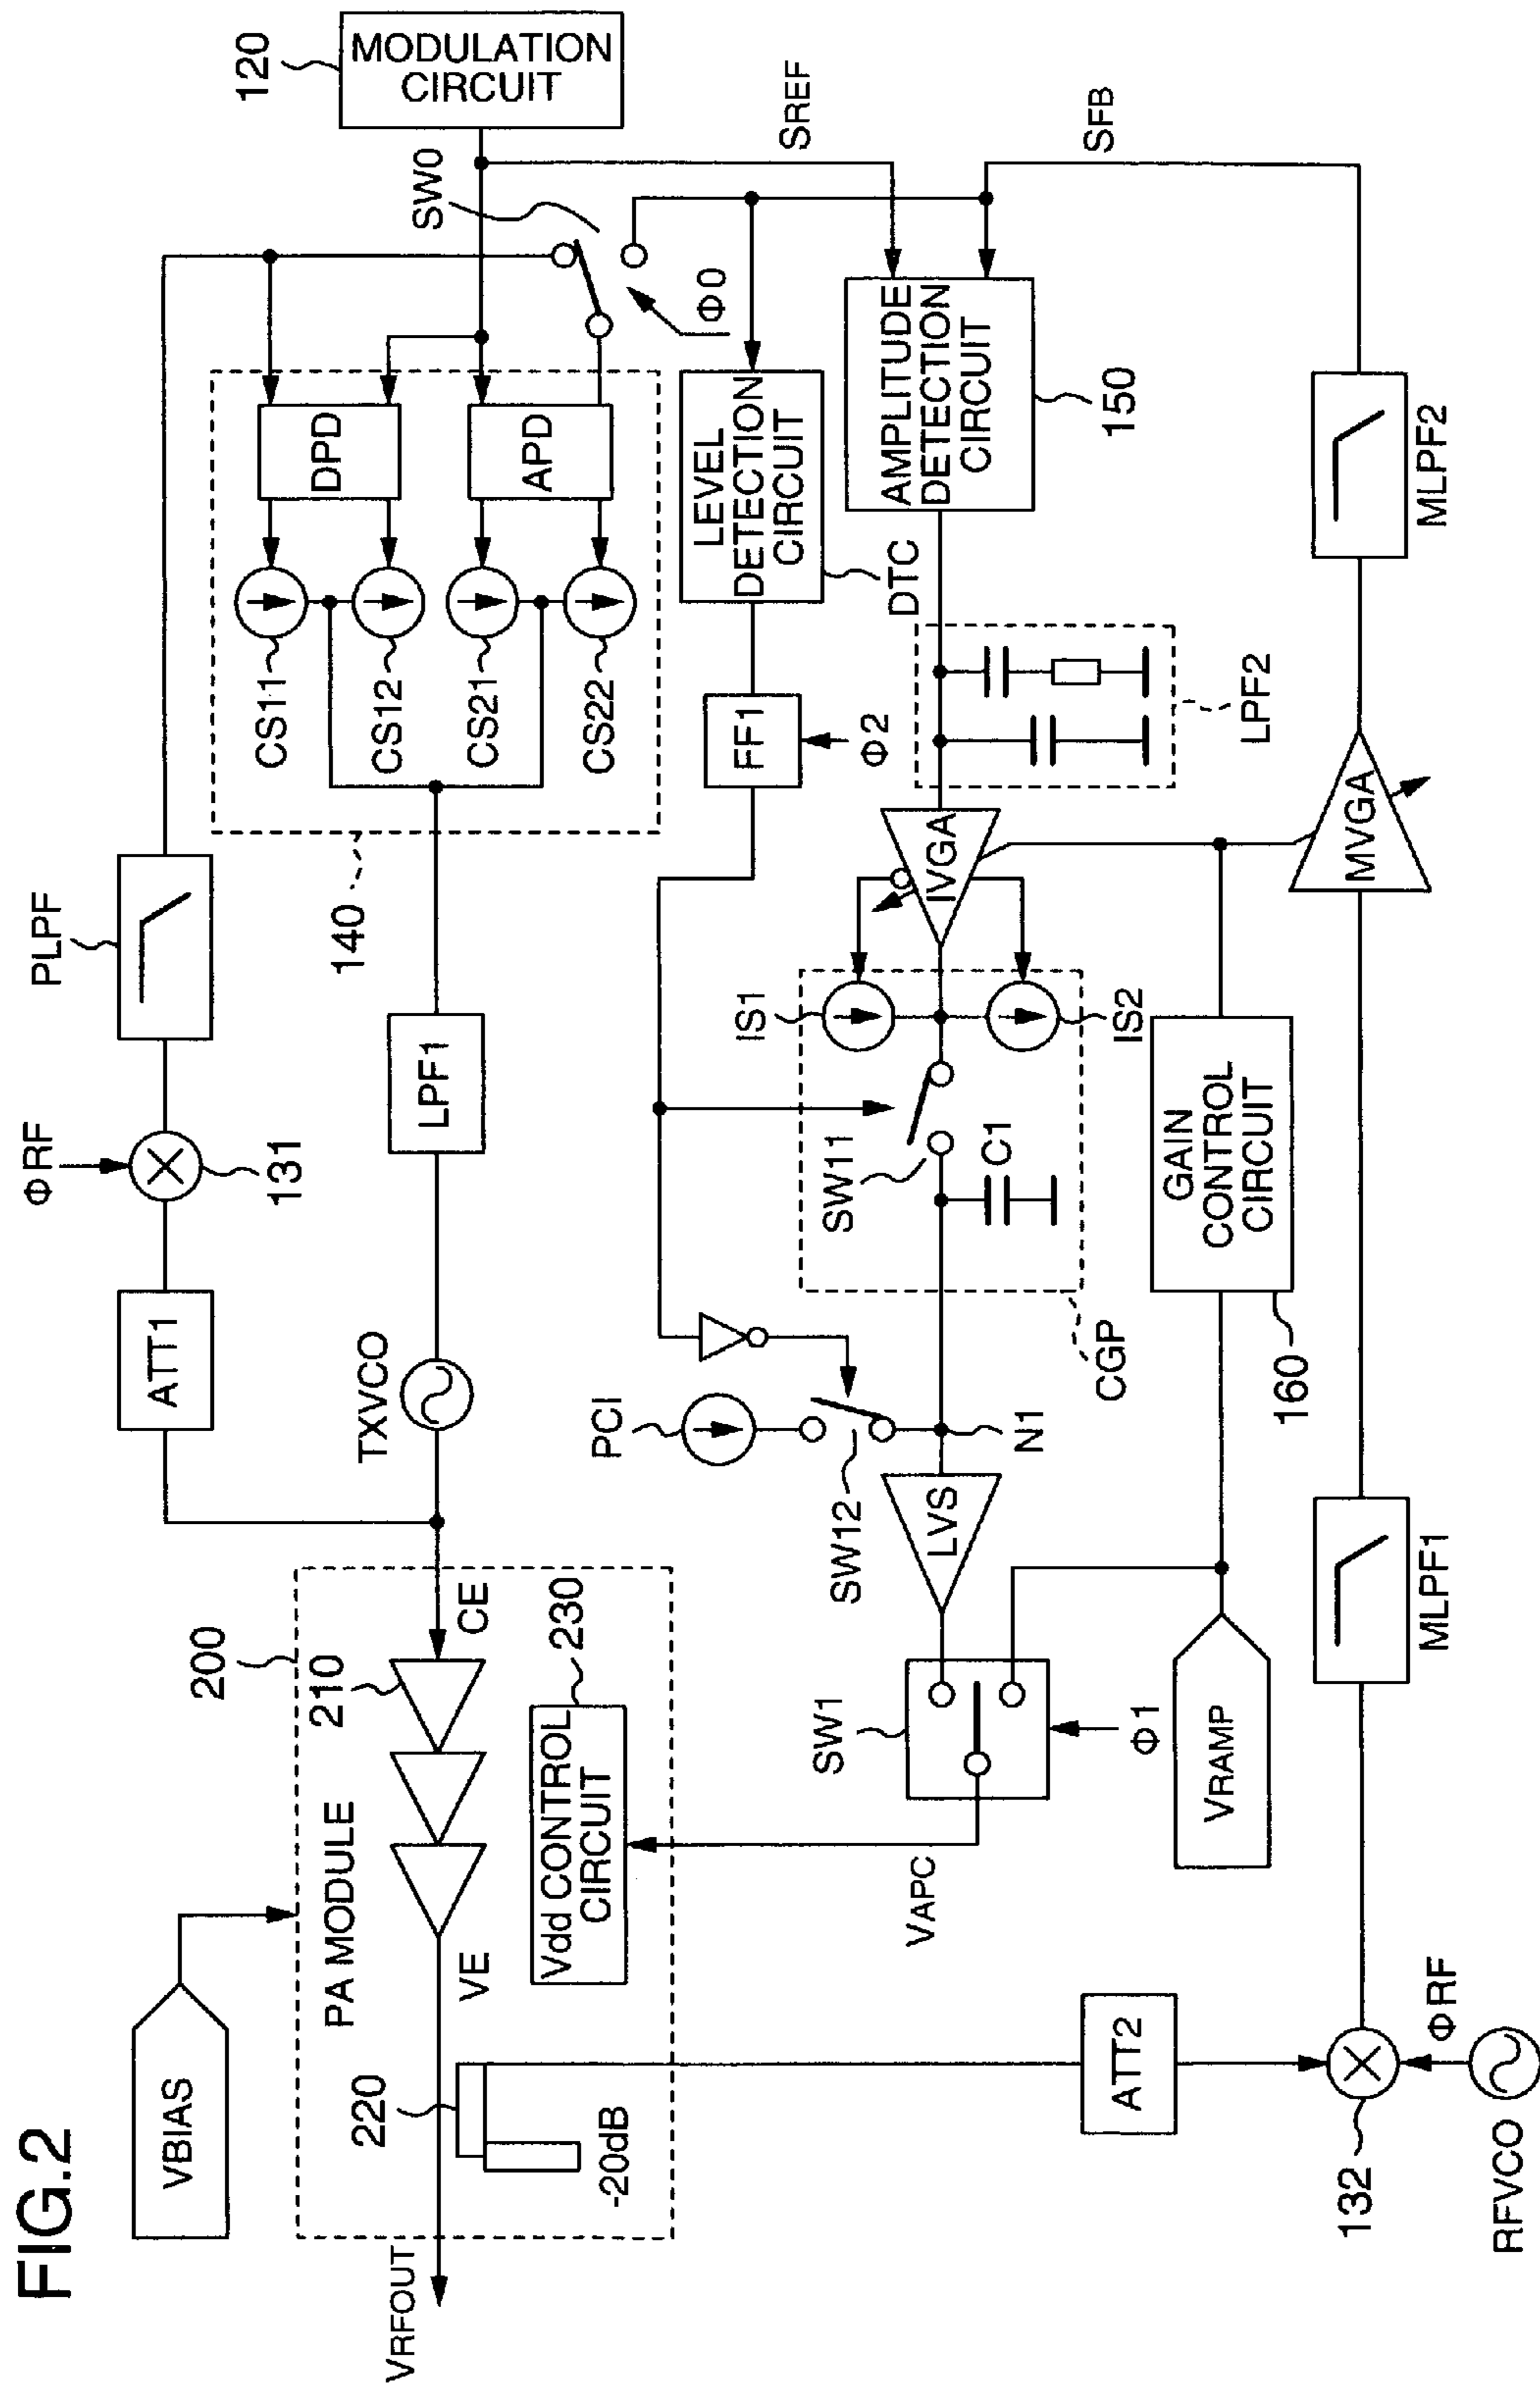 FIG.2
VBIAS
VRFOUT
200
PA MODULE
210
CE
VE
220
-20dB
230
Vdd CONTROL
CIRCUIT
ATT1
ΦRF
131
PLPF
TXVCO
LPF1
140
CS11
CS12
CS21
CS22
DPD
APD
SW0
Φ0
120
MODULATION
CIRCUIT
SREF
SFB
LEVEL
DETECTION
CIRCUIT
DTC
FF1
Φ2
AMPLITUDE
DETECTION
CIRCUIT
150
LPF2
IVGA
IS1
IS2
SW11
C1
CGP
PCI
SW12
N1
LVS
SW1
Φ1
VAPC
VRAMP
GAIN
CONTROL
CIRCUIT
160
MVGA
MLPF2
MLPF1
ATT2
132
ΦRF
RFVCO